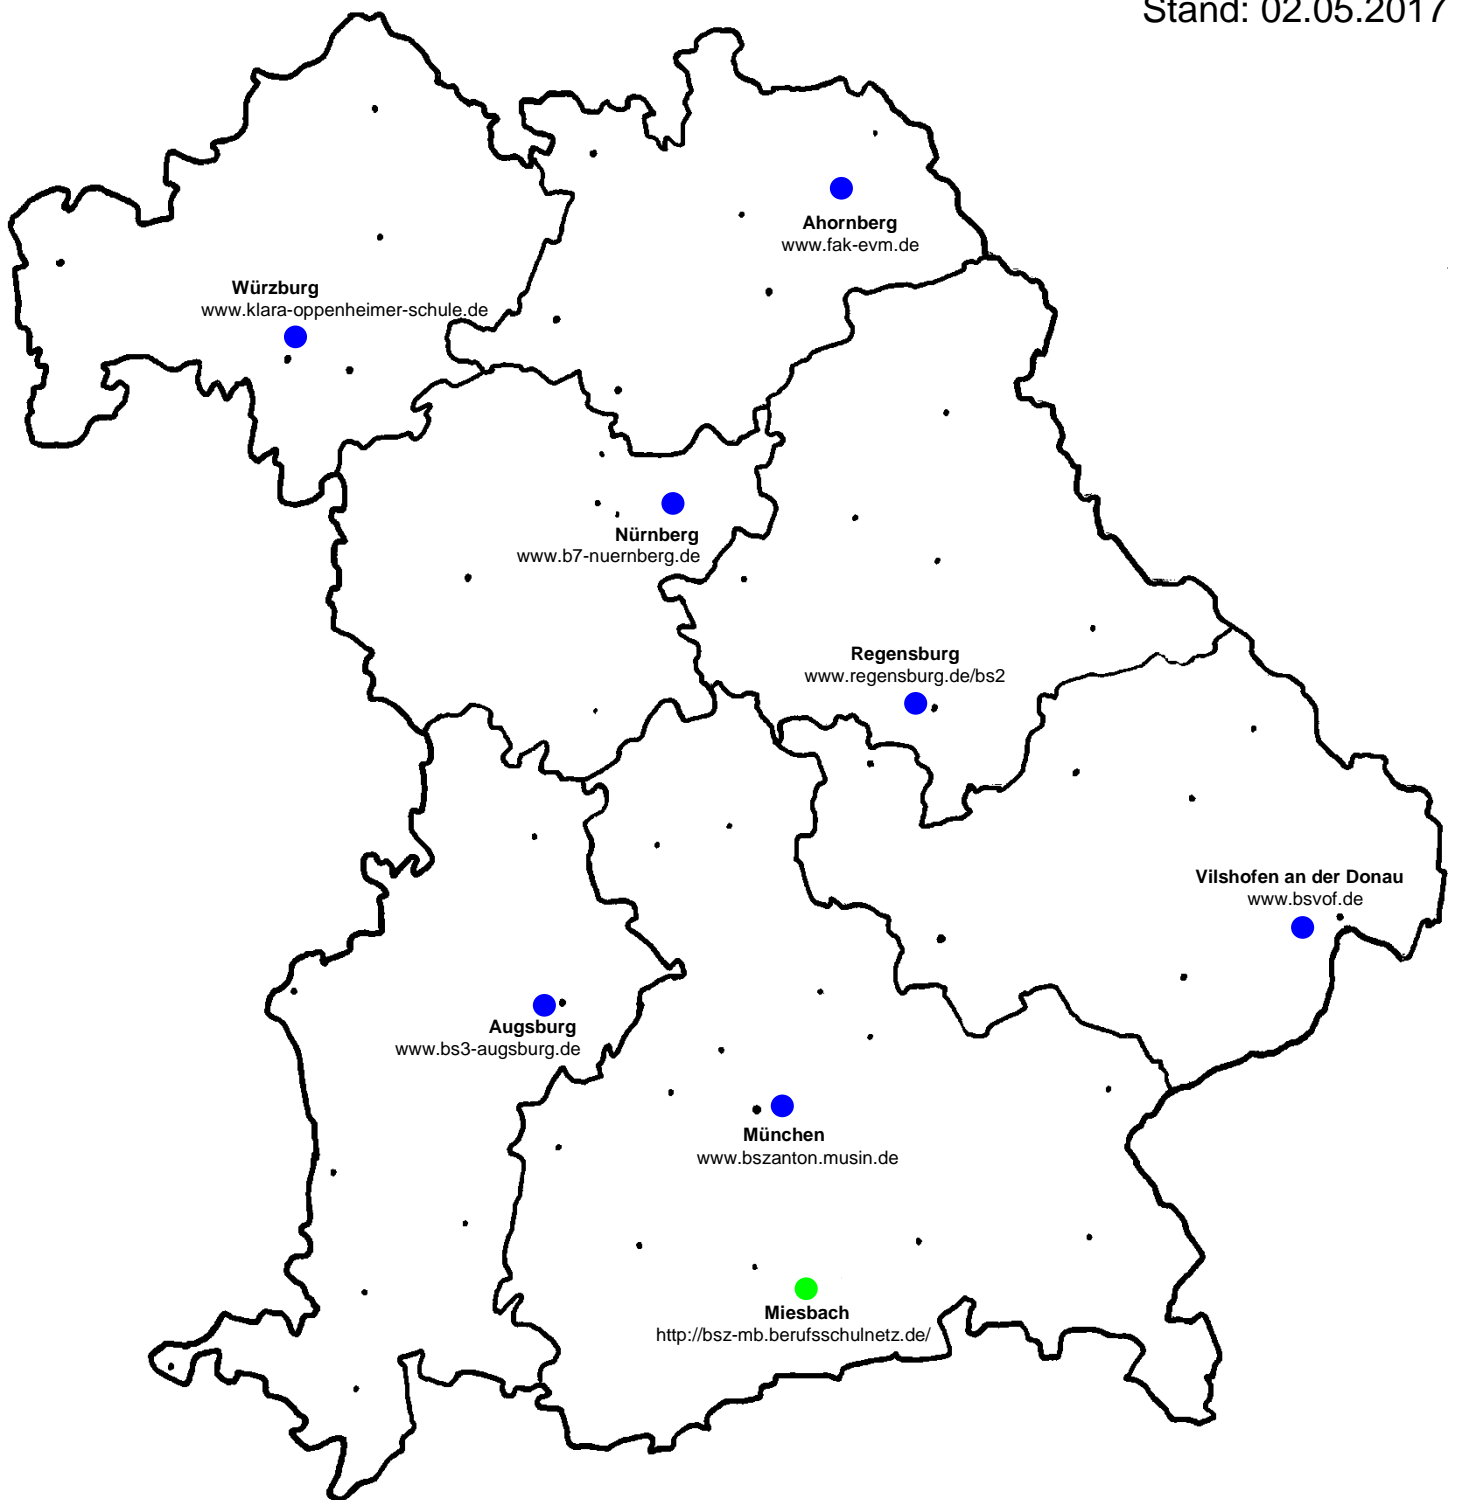 Stand: 02.05.2017
Ahornberg
www.fak-evm.de
Würzburg
www.klara-oppenheimer-schule.de
Nürnberg
www.b7-nuernberg.de
Regensburg
www.regensburg.de/bs2
Vilshofen an der Donau
www.bsvof.de
Augsburg
www.bs3-augsburg.de
München
www.bszanton.musin.de
Miesbach
http://bsz-mb.berufsschulnetz.de/